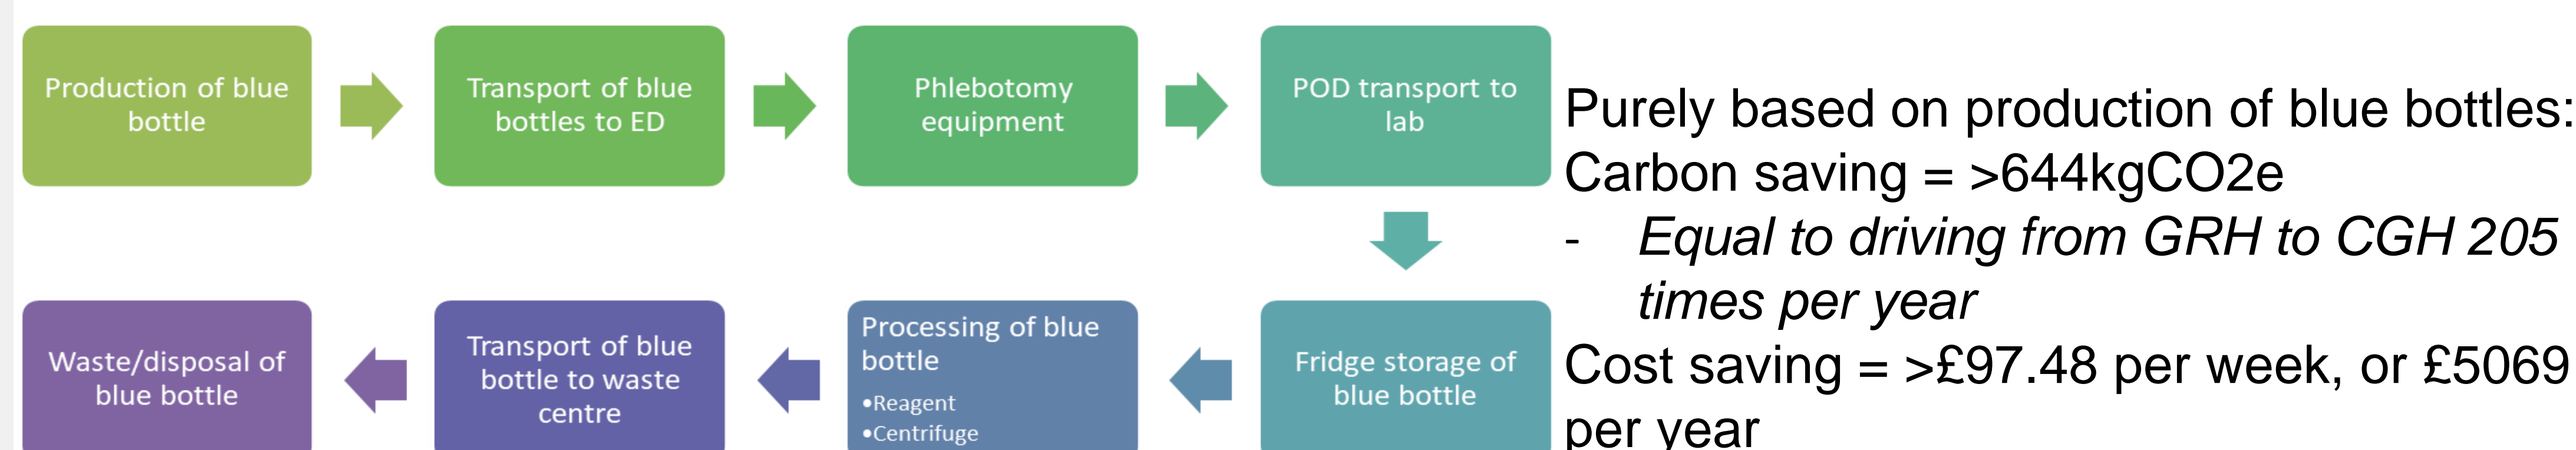 Production of blue
bottle
Transport of blue
bottles to ED
Phlebotomy
equipment
POD transport to
lab
Fridge storage of
blue bottle
Processing of blue
bottle
•Reagent
•Centrifuge
Transport of blue
bottle to waste
centre
Waste/disposal of
blue bottle
Purely based on production of blue bottles:
Carbon saving = >644kgCO2e
- Equal to driving from GRH to CGH 205
times per year
Cost saving = >£97.48 per week, or £5069
per year